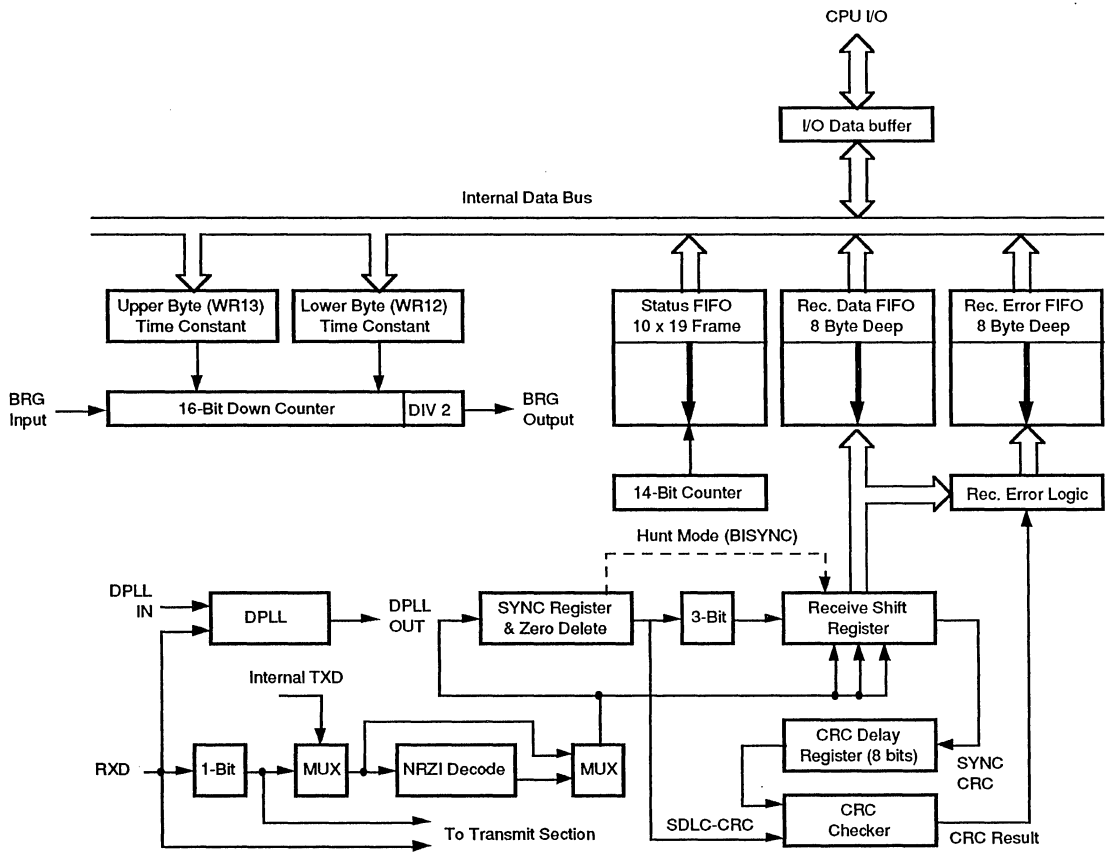 CPU I/O
I/O Data buffer
Internal Data Bus
Upper Byte (WR13)
Time Constant
Lower Byte (WR12)
Time Constant
Status FIFO
10 x 19 Frame
Rec. Data FIFO
8 Byte Deep
Rec. Error FIFO
8 Byte Deep
BRG
Input
16-Bit Down Counter
DIV 2
BRG
Output
14-Bit Counter
Rec. Error Logic
Hunt Mode (BISYNC)
DPLL
IN
DPLL
DPLL
OUT
SYNC Register
& Zero Delete
3-Bit
Receive Shift
Register
Internal TXD
RXD
1-Bit
MUX
NRZI Decode
MUX
CRC Delay
Register (8 bits)
SYNC
CRC
To Transmit Section
SDLC-CRC
CRC
Checker
CRC Result